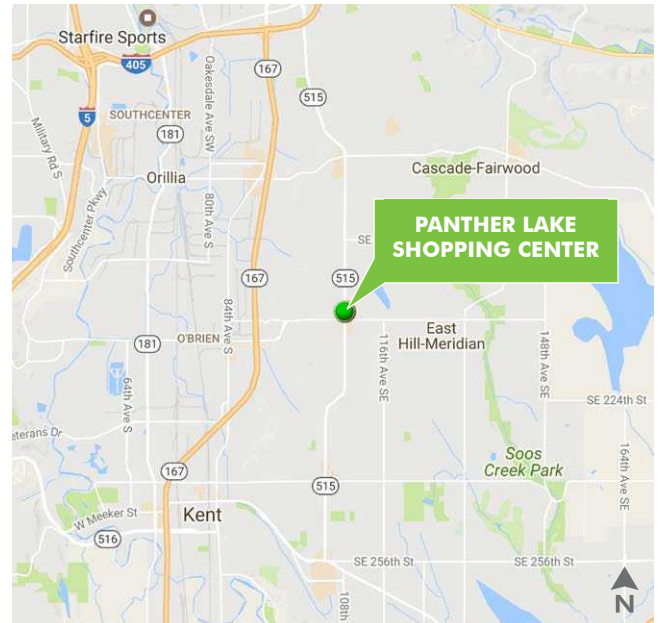 Starfire Sports
405
167
5
515
Military Rd S
SOUTHCENTER
181
Oakesdale Ave SW
Orillia
Cascade-Fairwood
Southcenter Pkwy
80th Ave S
PANTHER LAKE
SHOPPING CENTER
SE
167
515
84th Ave S
181
O'BRIEN
East
Hill-Meridian
116th Ave SE
148th Ave SE
64th Ave S
SE 224th St
eterans Dr
164th Ave SE
Soos
Creek Park
167
515
W Meeker St
Kent
516
SE 256th St
SE 256th St
108th
N